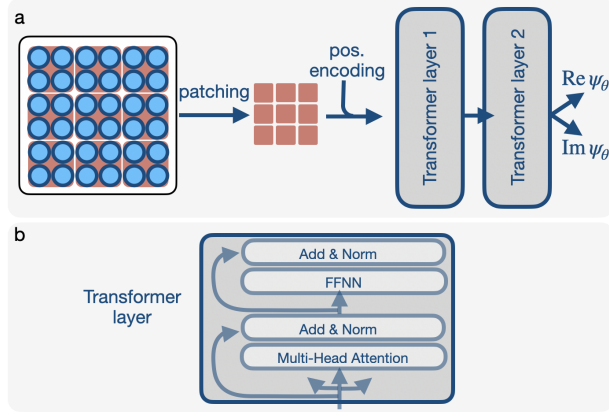 a
patching
pos.
encoding
Transformer layer 1
Transformer layer 2
Re ψθ
Im ψθ
b
Transformer
layer
Add & Norm
FFNN
Add & Norm
Multi-Head Attention